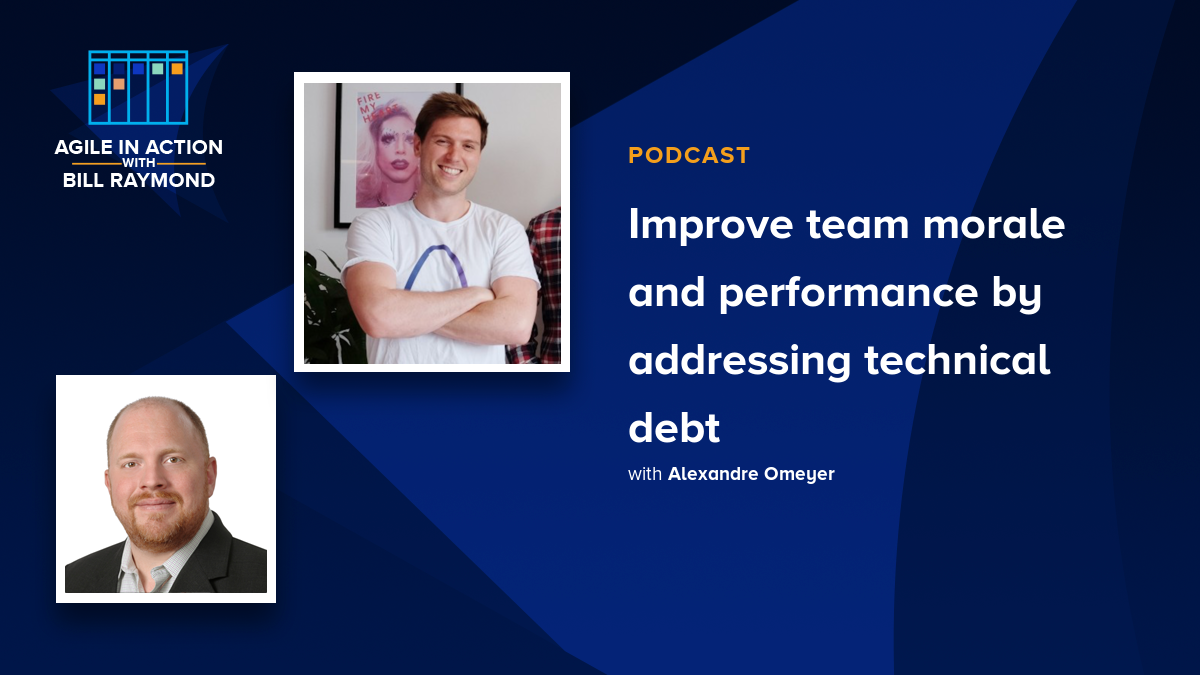 AGILE IN ACTION
WITH
BILL RAYMOND
FIRE
MY
PODCAST
Improve team morale
and performance by
addressing technical
debt
with Alexandre Omeyer